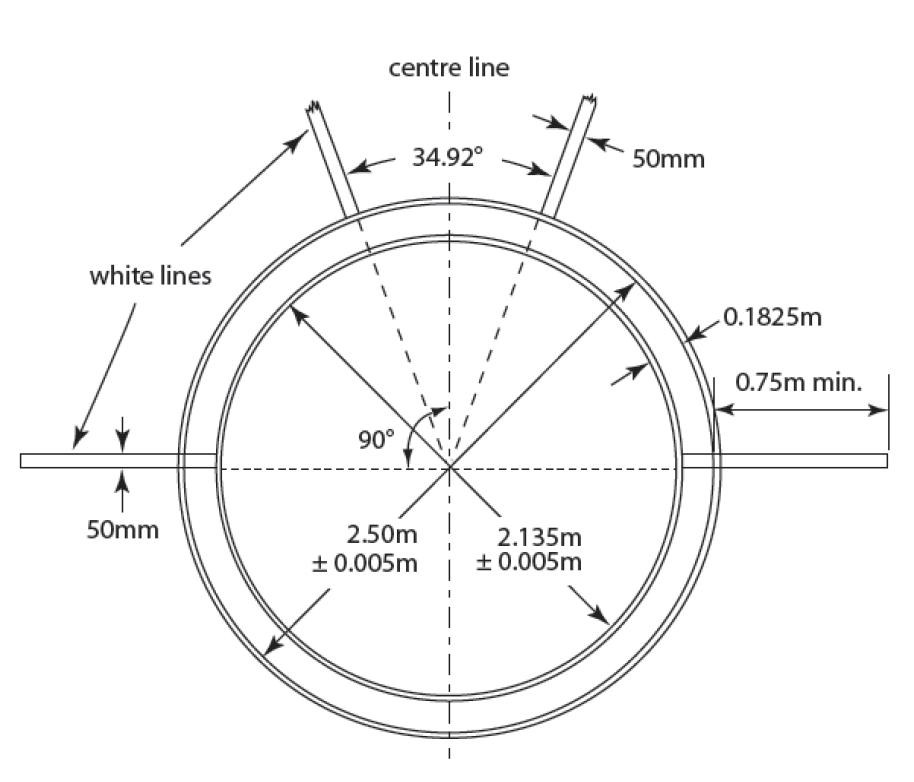 centre line
34.92°
50mm
white lines
0.1825m
0.75m min.
90°
50mm
2.50m
± 0.005m
2.135m
± 0.005m